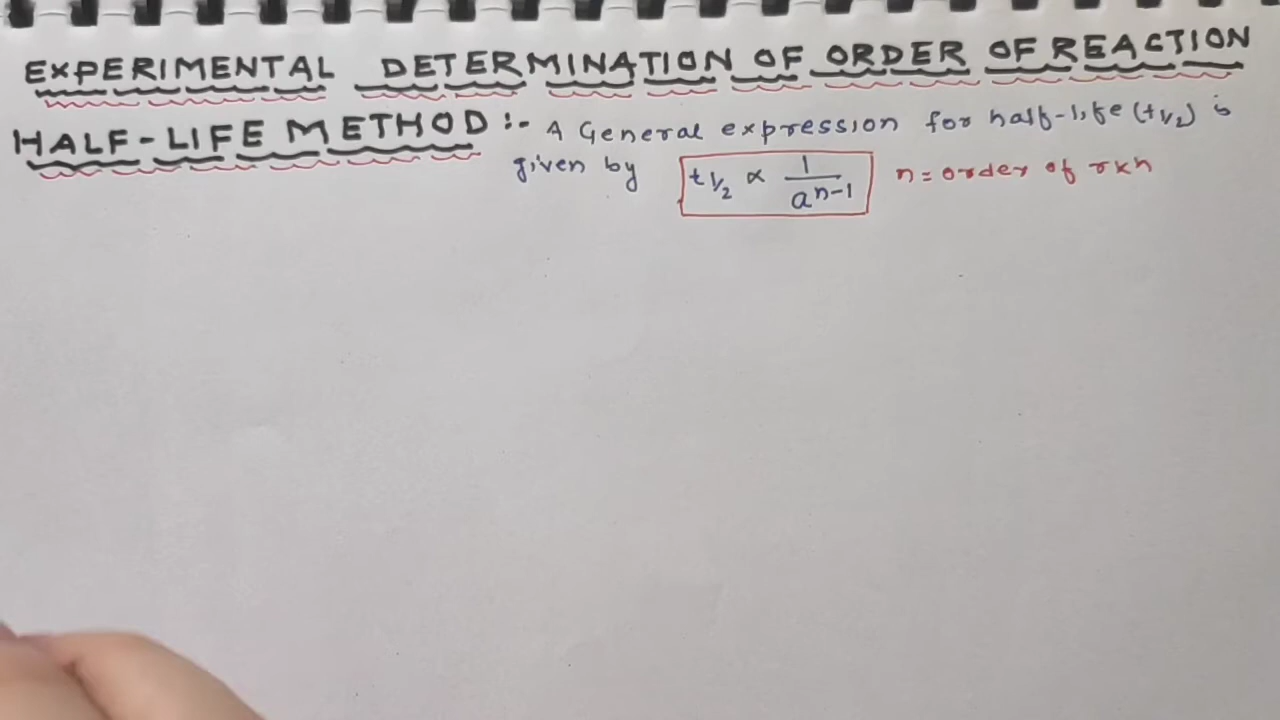 EXPERIMENTAL DETERMINATION OF ORDER OF REACTION
HALF-LIFE METHOD :- A General expression for half-life (t1/2) is
given by t1/2 ∝ 1/a^(n-1) n = order of rxn